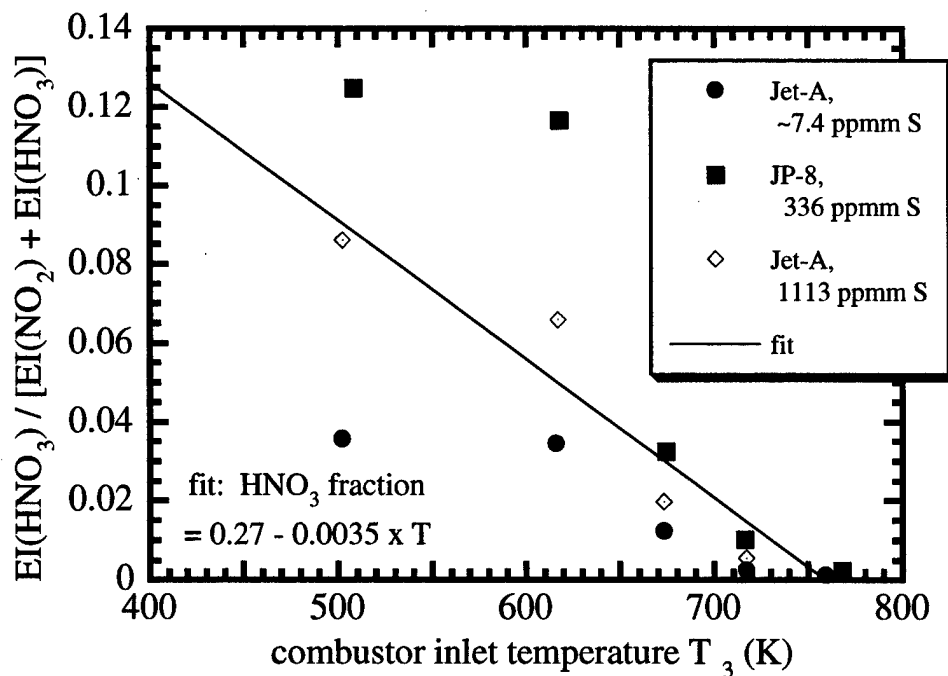 EI(HNO3) / [EI(NO2) + EI(HNO3)]
0.14
0.12
0.1
0.08
0.06
0.04
0.02
0
400
500
600
700
800
combustor inlet temperature T 3 (K)
Jet-A,
~7.4 ppmm S
JP-8,
336 ppmm S
Jet-A,
1113 ppmm S
fit
fit: HNO3 fraction
= 0.27 - 0.0035 x T